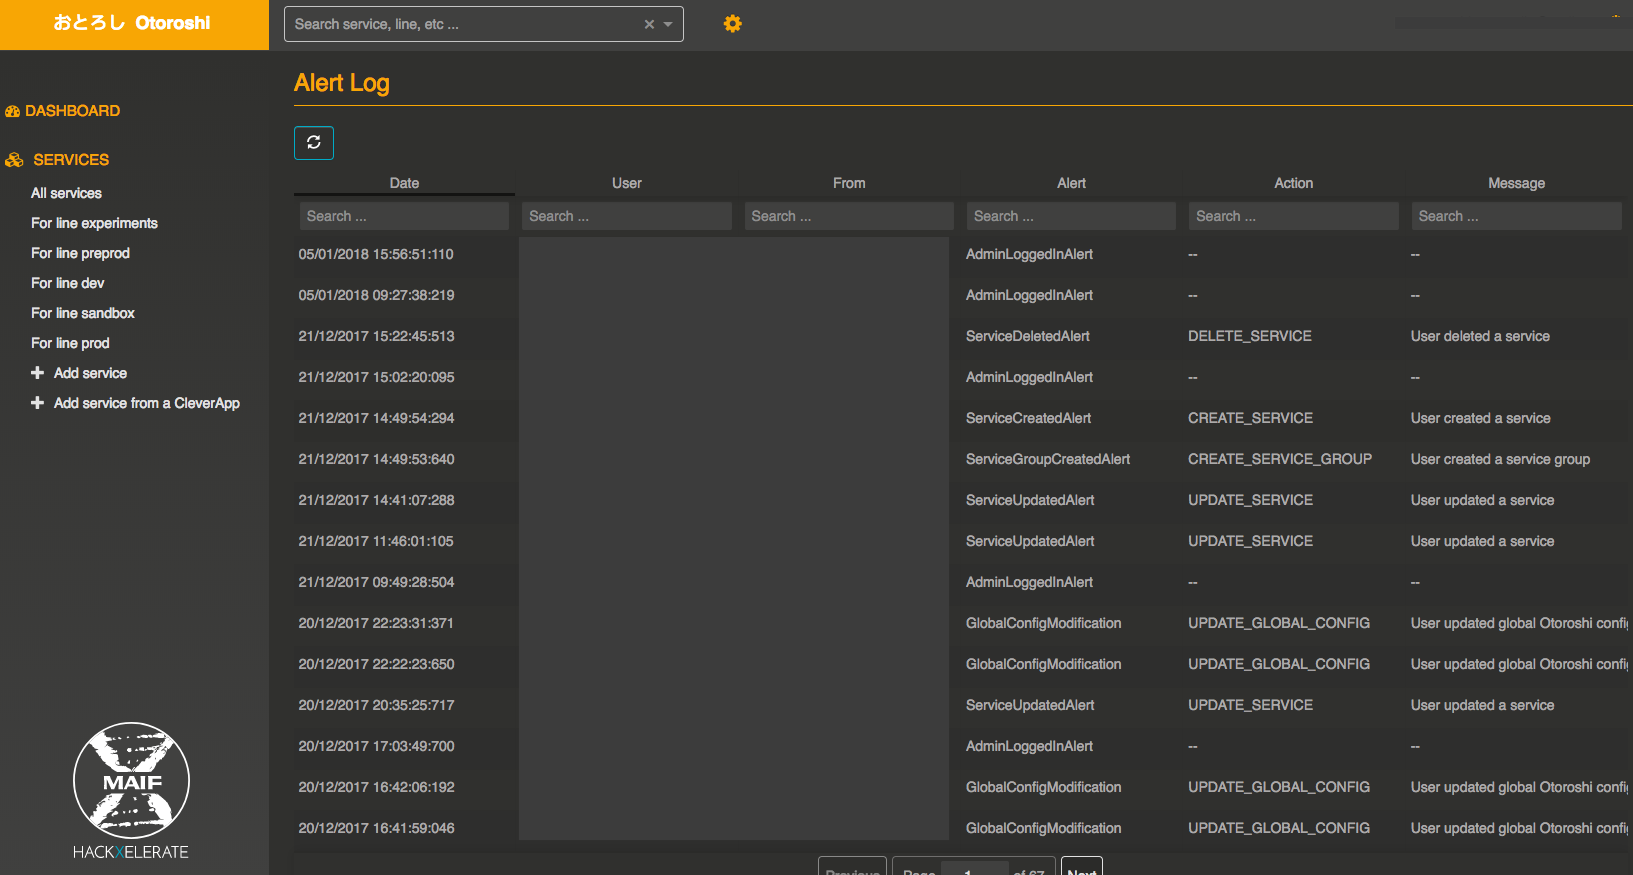 おとろし Otoroshi
Search service, line, etc ...
Alert Log
DASHBOARD
SERVICES
All services
For line experiments
For line preprod
For line dev
For line sandbox
For line prod
Add service
Add service from a CleverApp
MAIF
HACKXELERATE
Date User From Alert Action Message
Search ... Search ... Search ... Search ... Search ... Search ...
05/01/2018 15:56:51:110 AdminLoggedInAlert -- --
05/01/2018 09:27:38:219 AdminLoggedInAlert -- --
21/12/2017 15:22:45:513 ServiceDeletedAlert DELETE_SERVICE User deleted a service
21/12/2017 15:02:20:095 AdminLoggedInAlert -- --
21/12/2017 14:49:54:294 ServiceCreatedAlert CREATE_SERVICE User created a service
21/12/2017 14:49:53:640 ServiceGroupCreatedAlert CREATE_SERVICE_GROUP User created a service group
21/12/2017 14:41:07:288 ServiceUpdatedAlert UPDATE_SERVICE User updated a service
21/12/2017 11:46:01:105 ServiceUpdatedAlert UPDATE_SERVICE User updated a service
21/12/2017 09:49:28:504 AdminLoggedInAlert -- --
20/12/2017 22:23:31:371 GlobalConfigModification UPDATE_GLOBAL_CONFIG User updated global Otoroshi config
20/12/2017 22:22:23:650 GlobalConfigModification UPDATE_GLOBAL_CONFIG User updated global Otoroshi config
20/12/2017 20:35:25:717 ServiceUpdatedAlert UPDATE_SERVICE User updated a service
20/12/2017 17:03:49:700 AdminLoggedInAlert -- --
20/12/2017 16:42:06:192 GlobalConfigModification UPDATE_GLOBAL_CONFIG User updated global Otoroshi config
20/12/2017 16:41:59:046 GlobalConfigModification UPDATE_GLOBAL_CONFIG User updated global Otoroshi config
Previous Page 1 of 67 Next